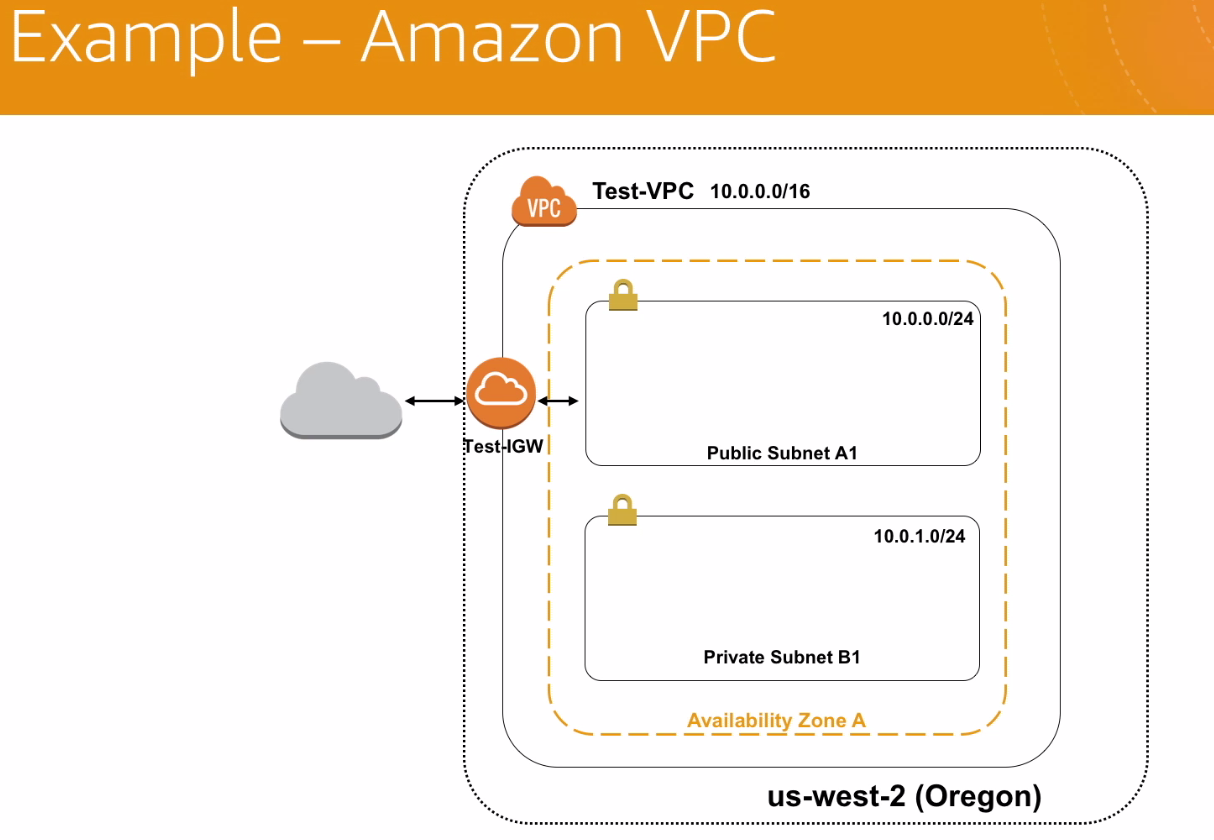 Example – Amazon VPC
VPC
Test-VPC 10.0.0.0/16
10.0.0.0/24
Test-IGW
Public Subnet A1
10.0.1.0/24
Private Subnet B1
Availability Zone A
us-west-2 (Oregon)